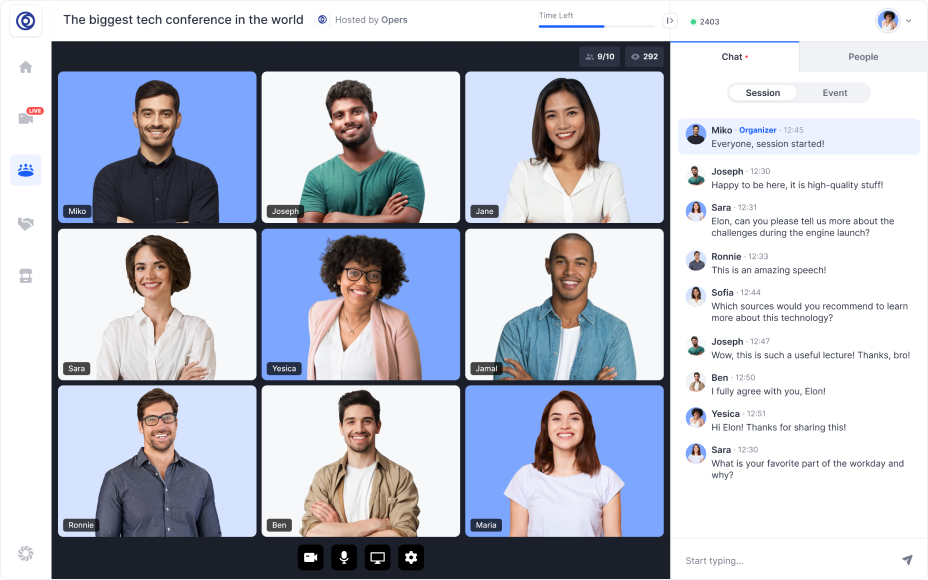 The biggest tech conference in the world
Hosted by Opers
Time Left
2403
LIVE
9/10
292
Miko
Joseph
Jane
Sara
Yesica
Jamal
Ronnie
Ben
Maria
Chat
People
Session
Event
Miko · Organizer · 12:45
Everyone, session started!
Joseph · 12:30
Happy to be here, it is high-quality stuff!
Sara · 12:31
Elon, can you please tell us more about the
challenges during the engine launch?
Ronnie · 12:33
This is an amazing speech!
Sofia · 12:44
Which sources would you recommend to learn
more about this technology?
Joseph · 12:47
Wow, this is such a useful lecture! Thanks, bro!
Ben · 12:50
I fully agree with you, Elon!
Yesica · 12:51
Hi Elon! Thanks for sharing this!
Sara · 12:30
What is your favorite part of the workday and
why?
Start typing...